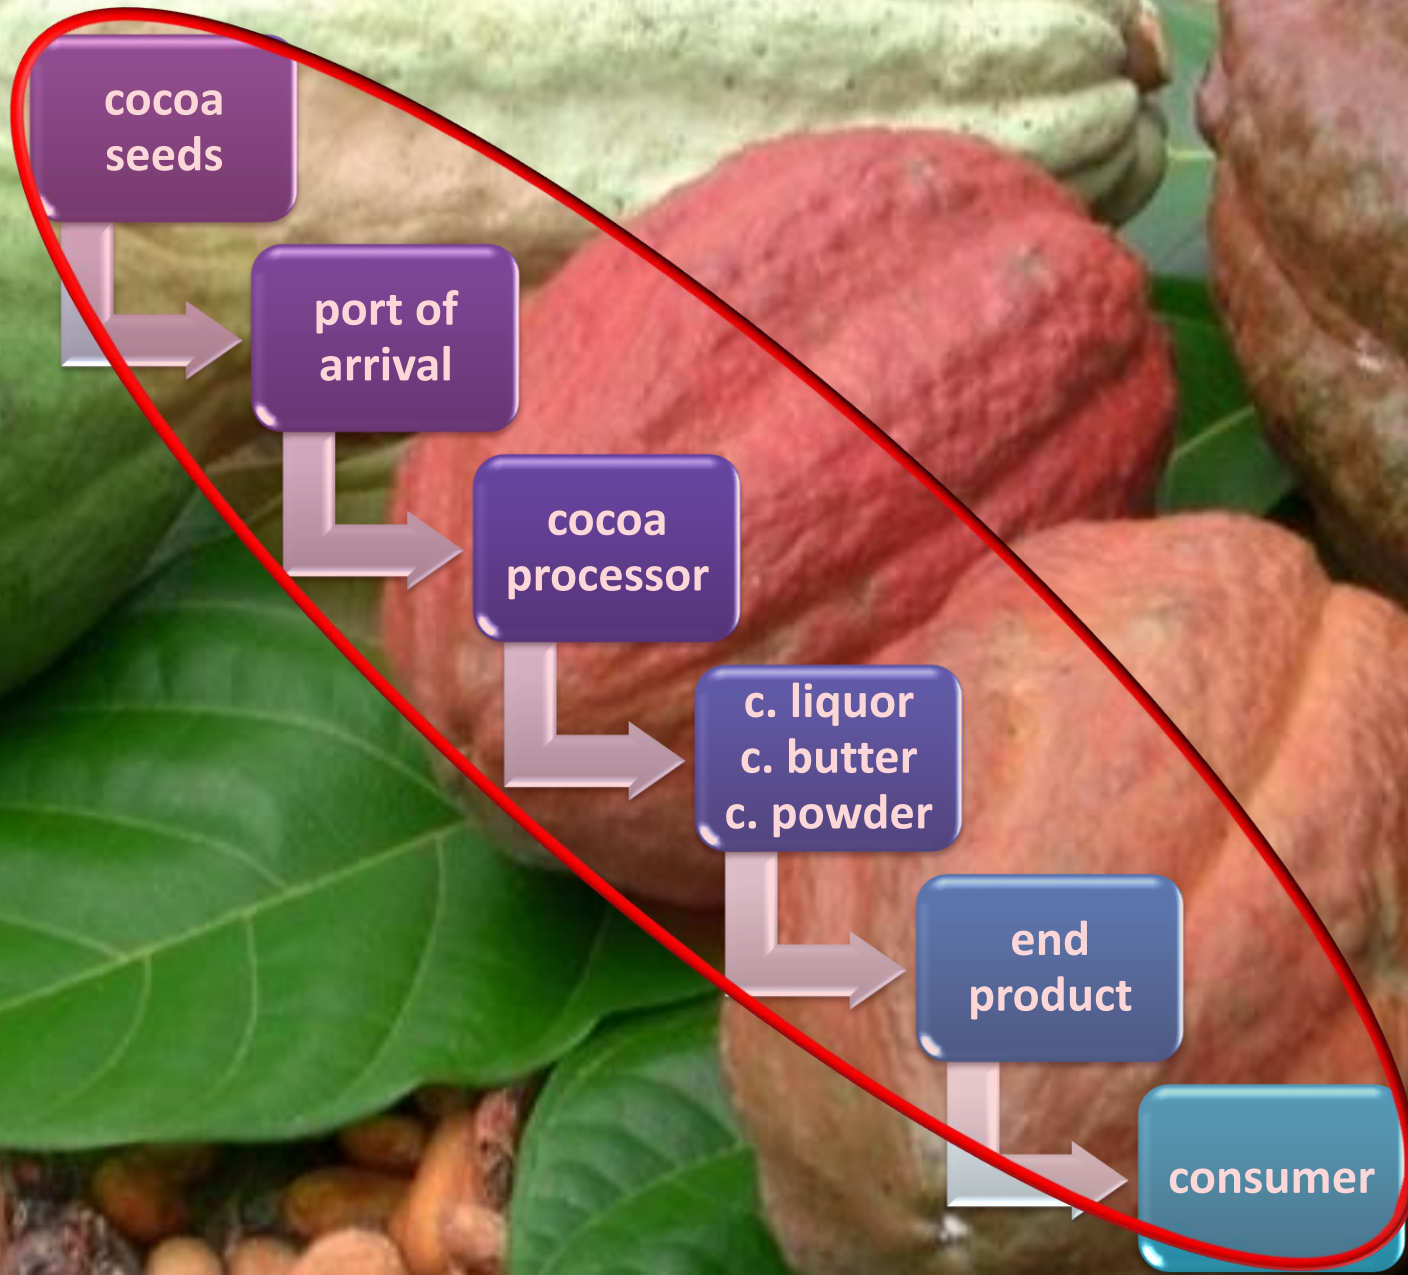 cocoa
seeds
port of
arrival
cocoa
processor
c. liquor
c. butter
c. powder
end
product
consumer